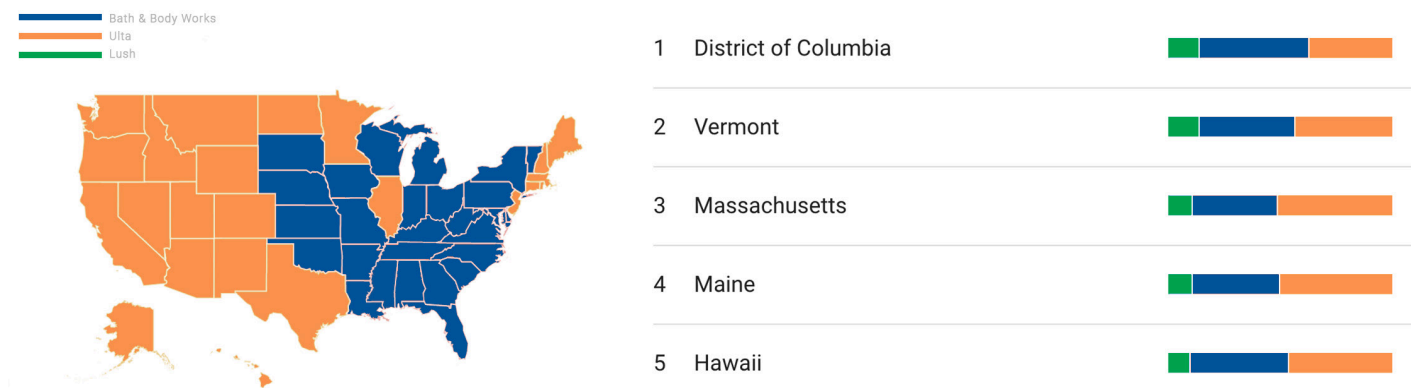 Bath & Body Works
Ulta
Lush
1 District of Columbia
2 Vermont
3 Massachusetts
4 Maine
5 Hawaii